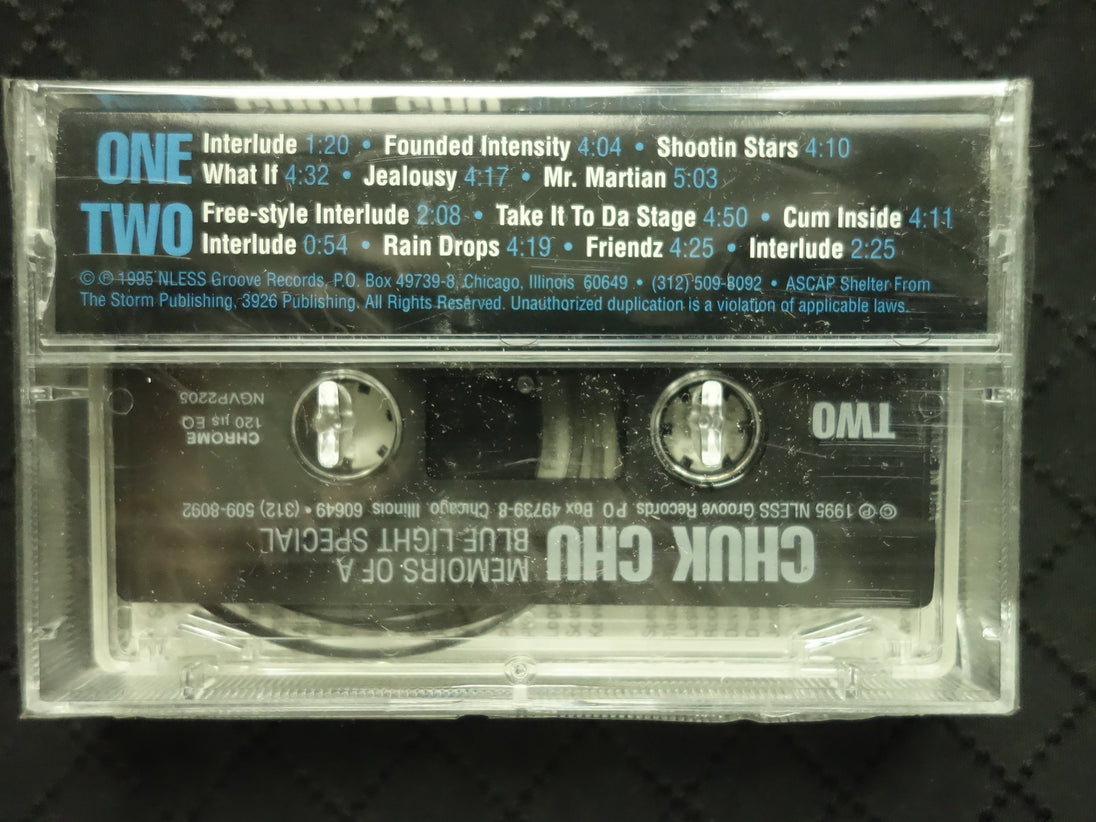 ONE
Interlude 1:20 • Founded Intensity 4:04 • Shootin Stars 4:10
What If 4:32 • Jealousy 4:17 • Mr. Martian 5:03
TWO
Free-style Interlude 2:08 • Take It To Da Stage 4:50 • Cum Inside 4:11
Interlude 0:54 • Rain Drops 4:19 • Friendz 4:25 • Interlude 2:25
© ℗ 1995 NLESS Groove Records, P.O. Box 49739-8, Chicago, Illinois 60649 • (312) 509-8092 • ASCAP Shelter From
The Storm Publishing, 3926 Publishing. All Rights Reserved. Unauthorized duplication is a violation of applicable laws.
CHUK CHU
MEMOIRS OF A
BLUE LIGHT SPECIAL
© ℗ 1995 NLESS Groove Records, P.O. Box 49739-8 Chicago, Illinois 60649 • (312) 509-8092
TWO
CHROME
120 µs EQ
NGVP2205